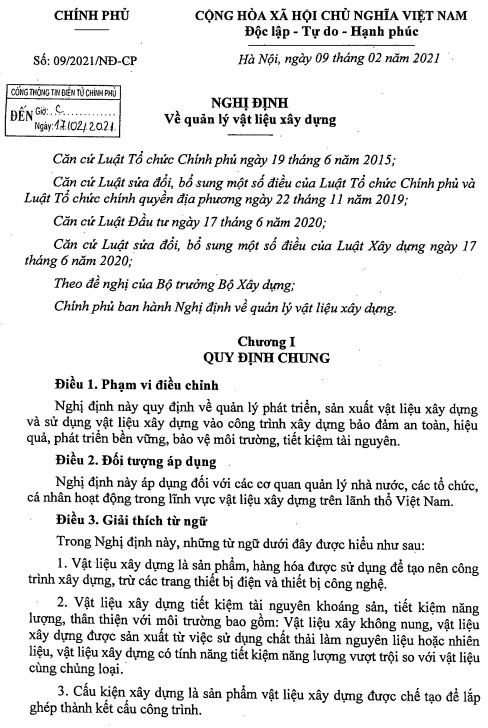 CHÍNH PHỦ
CỘNG HÒA XÃ HỘI CHỦ NGHĨA VIỆT NAM
Độc lập - Tự do - Hạnh phúc
Số: 09/2021/NĐ-CP
Hà Nội, ngày 09 tháng 02 năm 2021
CỔNG THÔNG TIN ĐIỆN TỬ CHÍNH PHỦ
ĐẾN Giờ: C
Ngày: 17/02/2021
NGHỊ ĐỊNH
Về quản lý vật liệu xây dựng
Căn cứ Luật Tổ chức Chính phủ ngày 19 tháng 6 năm 2015;
Căn cứ Luật sửa đổi, bổ sung một số điều của Luật Tổ chức Chính phủ và
Luật Tổ chức chính quyền địa phương ngày 22 tháng 11 năm 2019;
Căn cứ Luật Đầu tư ngày 17 tháng 6 năm 2020;
Căn cứ Luật sửa đổi, bổ sung một số điều của Luật Xây dựng ngày 17
tháng 6 năm 2020;
Theo đề nghị của Bộ trưởng Bộ Xây dựng;
Chính phủ ban hành Nghị định về quản lý vật liệu xây dựng.
Chương I
QUY ĐỊNH CHUNG
Điều 1. Phạm vi điều chỉnh
Nghị định này quy định về quản lý phát triển, sản xuất vật liệu xây dựng
và sử dụng vật liệu xây dựng vào công trình xây dựng bảo đảm an toàn, hiệu
quả, phát triển bền vững, bảo vệ môi trường, tiết kiệm tài nguyên.
Điều 2. Đối tượng áp dụng
Nghị định này áp dụng đối với các cơ quan quản lý nhà nước, các tổ chức,
cá nhân hoạt động trong lĩnh vực vật liệu xây dựng trên lãnh thổ Việt Nam.
Điều 3. Giải thích từ ngữ
Trong Nghị định này, những từ ngữ dưới đây được hiểu như sau:
1. Vật liệu xây dựng là sản phẩm, hàng hóa được sử dụng để tạo nên công
trình xây dựng, trừ các trang thiết bị điện và thiết bị công nghệ.
2. Vật liệu xây dựng tiết kiệm tài nguyên khoáng sản, tiết kiệm năng
lượng, thân thiện với môi trường bao gồm: Vật liệu xây không nung, vật liệu
xây dựng được sản xuất từ việc sử dụng chất thải làm nguyên liệu hoặc nhiên
liệu, vật liệu xây dựng có tính năng tiết kiệm năng lượng vượt trội so với vật liệu
cùng chủng loại.
3. Cấu kiện xây dựng là sản phẩm vật liệu xây dựng được chế tạo để lắp
ghép thành kết cấu công trình.